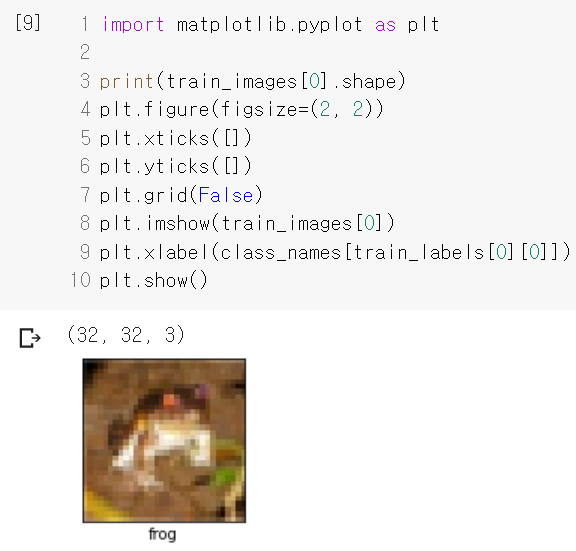 [9] 1 import matplotlib.pyplot as plt
2
3 print(train_images[0].shape)
4 plt.figure(figsize=(2, 2))
5 plt.xticks([])
6 plt.yticks([])
7 plt.grid(False)
8 plt.imshow(train_images[0])
9 plt.xlabel(class_names[train_labels[0][0]])
10 plt.show()
(32, 32, 3)
frog